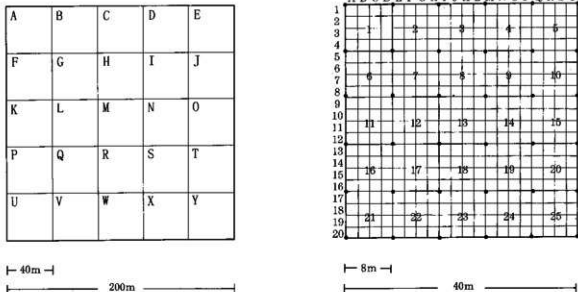 A B C D E
F G H I J
K L M N O
P Q R S T
U V W X Y
40m
200m
1
2
3
4
5
6
7
8
9
10
11
12
13
14
15
16
17
18
19
20
1 2 3 4 5
6 7 8 9 10
11 12 13 14 15
16 17 18 19 20
21 22 23 24 25
8m
40m